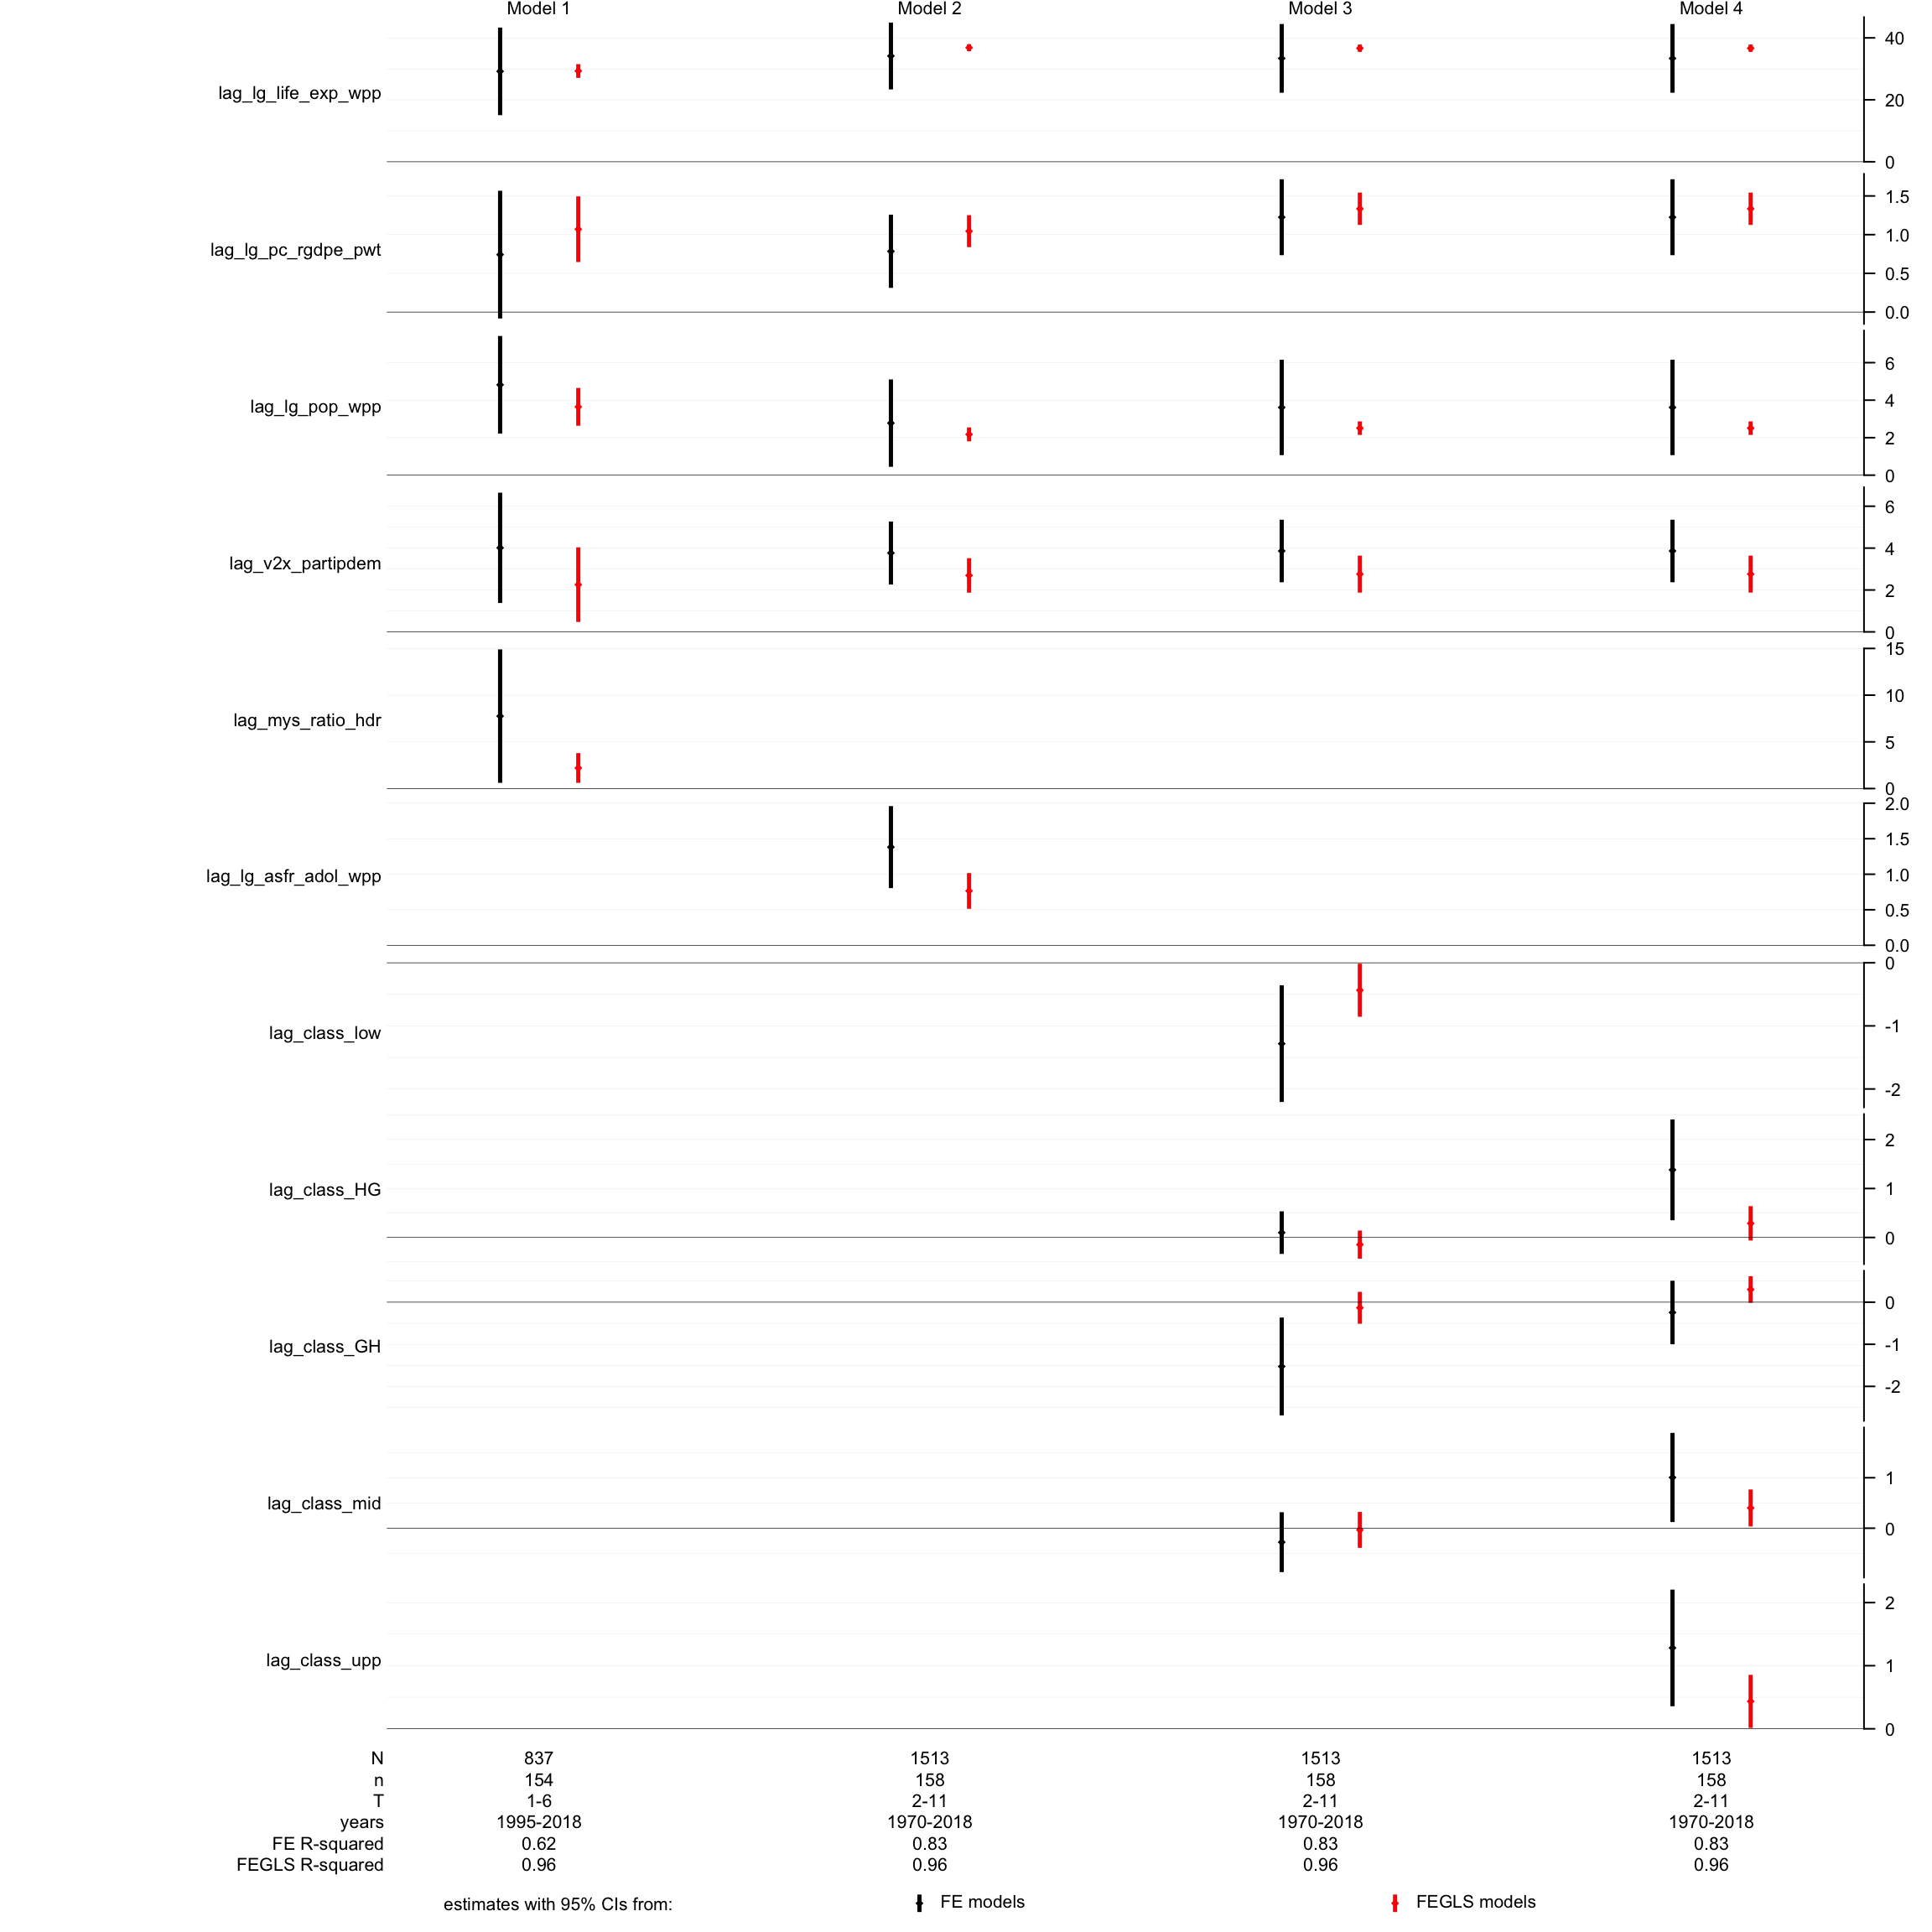 Model 1 Model 2 Model 3 Model 4
40
lag_lg_life_exp_wpp
20
0
1.5
lag_lg_pc_rgdpe_pwt
1.0
0.5
0.0
6
lag_lg_pop_wpp
4
2
0
6
lag_v2x_partipdem
4
2
0
15
10
lag_mys_ratio_hdr
5
0
2.0
1.5
lag_lg_asfr_adol_wpp
1.0
0.5
0.0
0
lag_class_low
-1
-2
2
lag_class_HG
1
0
0
lag_class_GH
-1
-2
1
lag_class_mid
0
2
lag_class_upp
1
0
N 837 1513 1513 1513
n 154 158 158 158
T 1-6 2-11 2-11 2-11
years 1995-2018 1970-2018 1970-2018 1970-2018
FE R-squared 0.62 0.83 0.83 0.83
FEGLS R-squared 0.96 0.96 0.96 0.96
estimates with 95% CIs from: FE models FEGLS models